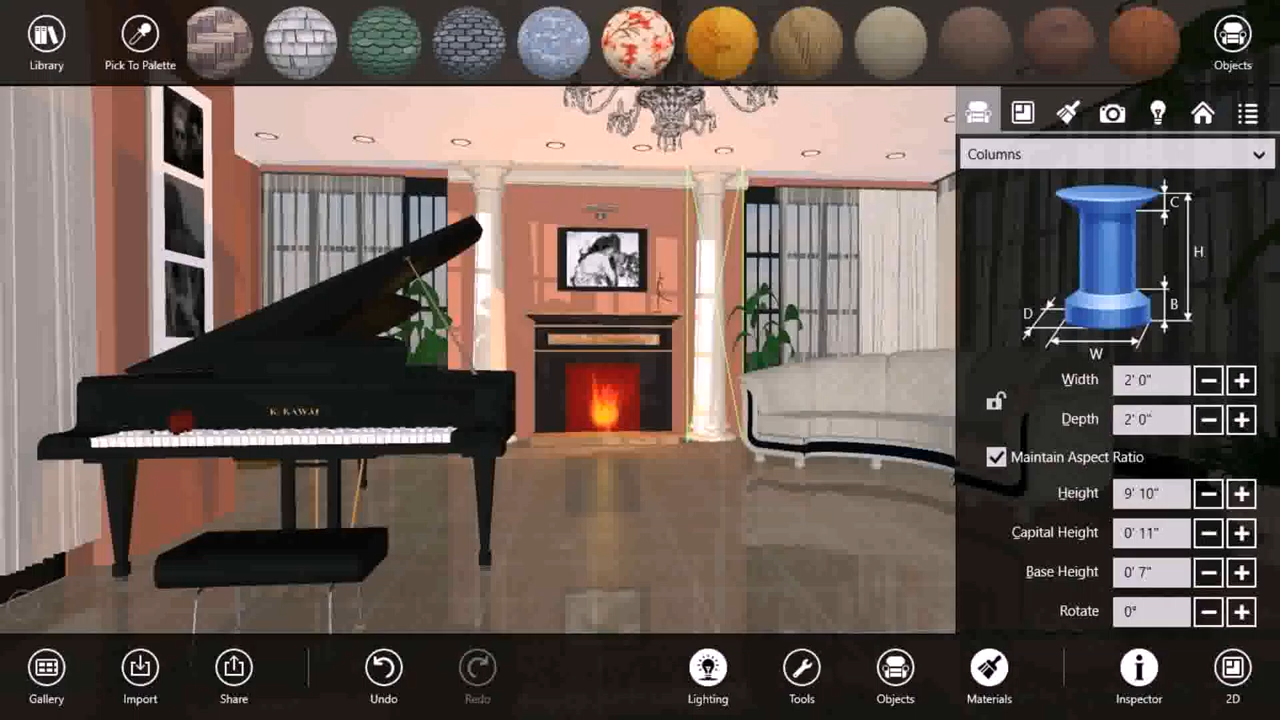 Library
Pick To Palette
Objects
Columns
C
H
B
D
W
Width 2' 0"
Depth 2' 0"
Maintain Aspect Ratio
Height 9' 10"
Capital Height 0' 11"
Base Height 0' 7"
Rotate 0°
K.KAWAI
Gallery
Import
Share
Undo
Redo
Lighting
Tools
Objects
Materials
Inspector
2D